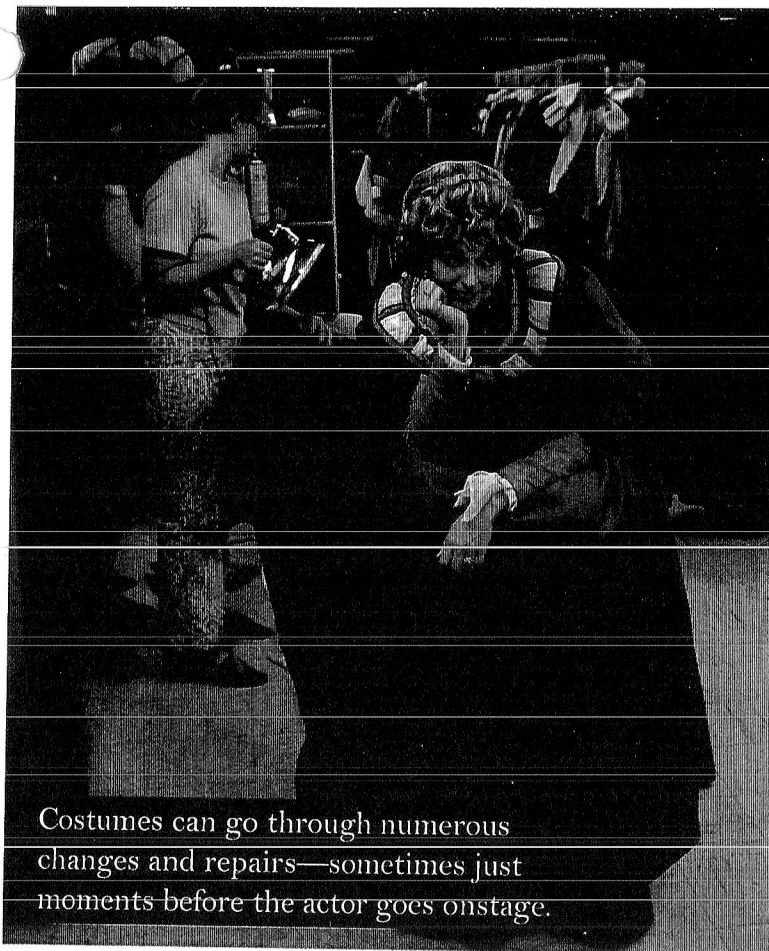 Costumes can go through numerous
changes and repairs—sometimes just
moments before the actor goes onstage.